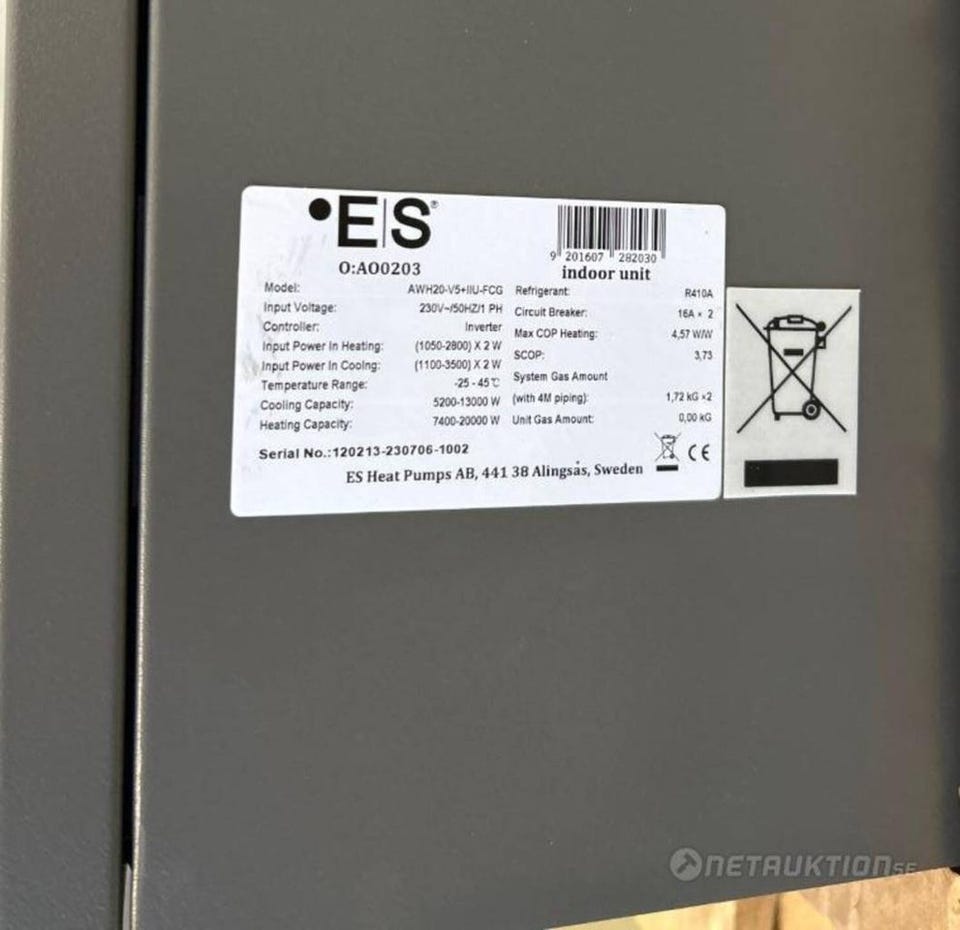 •E|S®
9 201607 282030
O:AO0203
indoor unit
Model: AWH20-V5+IIU-FCG
Input Voltage: 230V~/50HZ/1 PH
Controller: Inverter
Input Power In Heating: (1050-2800) X 2 W
Input Power In Coolng: (1100-3500) X 2 W
Temperature Range: -25 - 45℃
Cooling Capacity: 5200-13000 W
Heating Capacity: 7400-20000 W
Refrigerant: R410A
Circuit Breaker: 16A × 2
Max COP Heating: 4,57 W/W
SCOP: 3,73
System Gas Amount
(with 4M piping): 1,72 kG ×2
Unit Gas Amount: 0,00 kG
Serial No.:120213-230706-1002
CE
ES Heat Pumps AB, 441 38 Alingsås, Sweden
NETAUKTION.SE